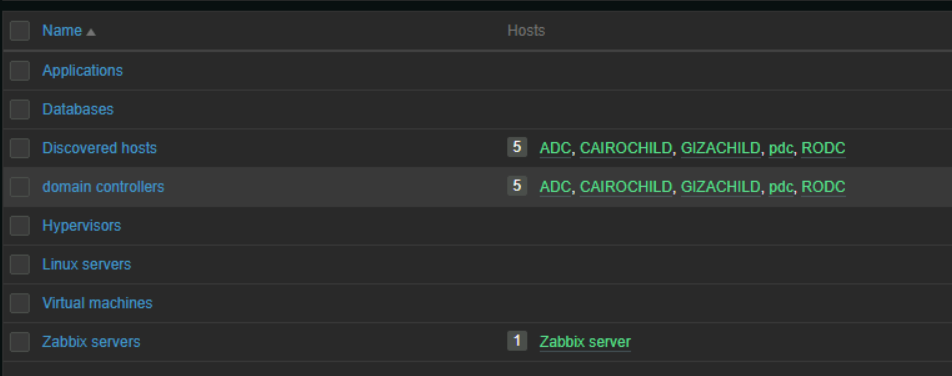 Name ▲ Hosts
Applications
Databases
Discovered hosts 5 ADC, CAIROCHILD, GIZACHILD, pdc, RODC
domain controllers 5 ADC, CAIROCHILD, GIZACHILD, pdc, RODC
Hypervisors
Linux servers
Virtual machines
Zabbix servers 1 Zabbix server